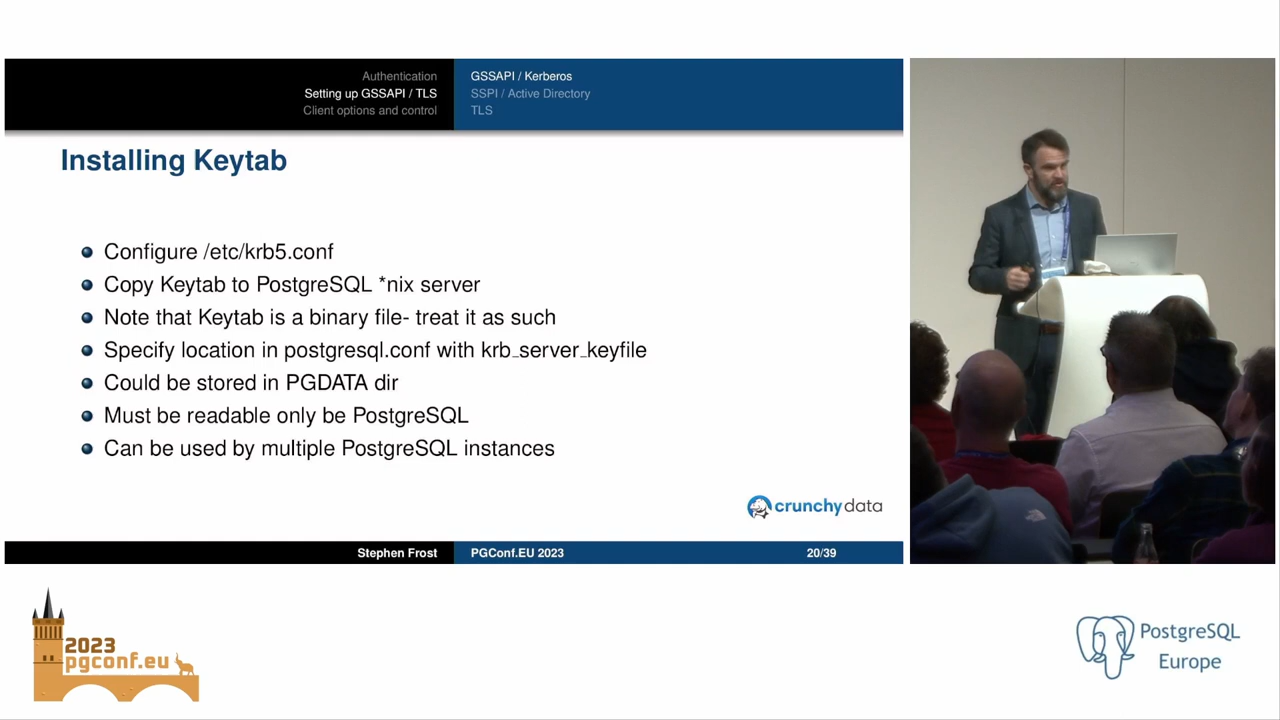 Authentication
Setting up GSSAPI / TLS
Client options and control
GSSAPI / Kerberos
SSPI / Active Directory
TLS
Installing Keytab
Configure /etc/krb5.conf
Copy Keytab to PostgreSQL *nix server
Note that Keytab is a binary file- treat it as such
Specify location in postgresql.conf with krb_server_keyfile
Could be stored in PGDATA dir
Must be readable only be PostgreSQL
Can be used by multiple PostgreSQL instances
crunchydata
Stephen Frost
PGConf.EU 2023
20/39
2023
pgconf.eu
PostgreSQL
Europe